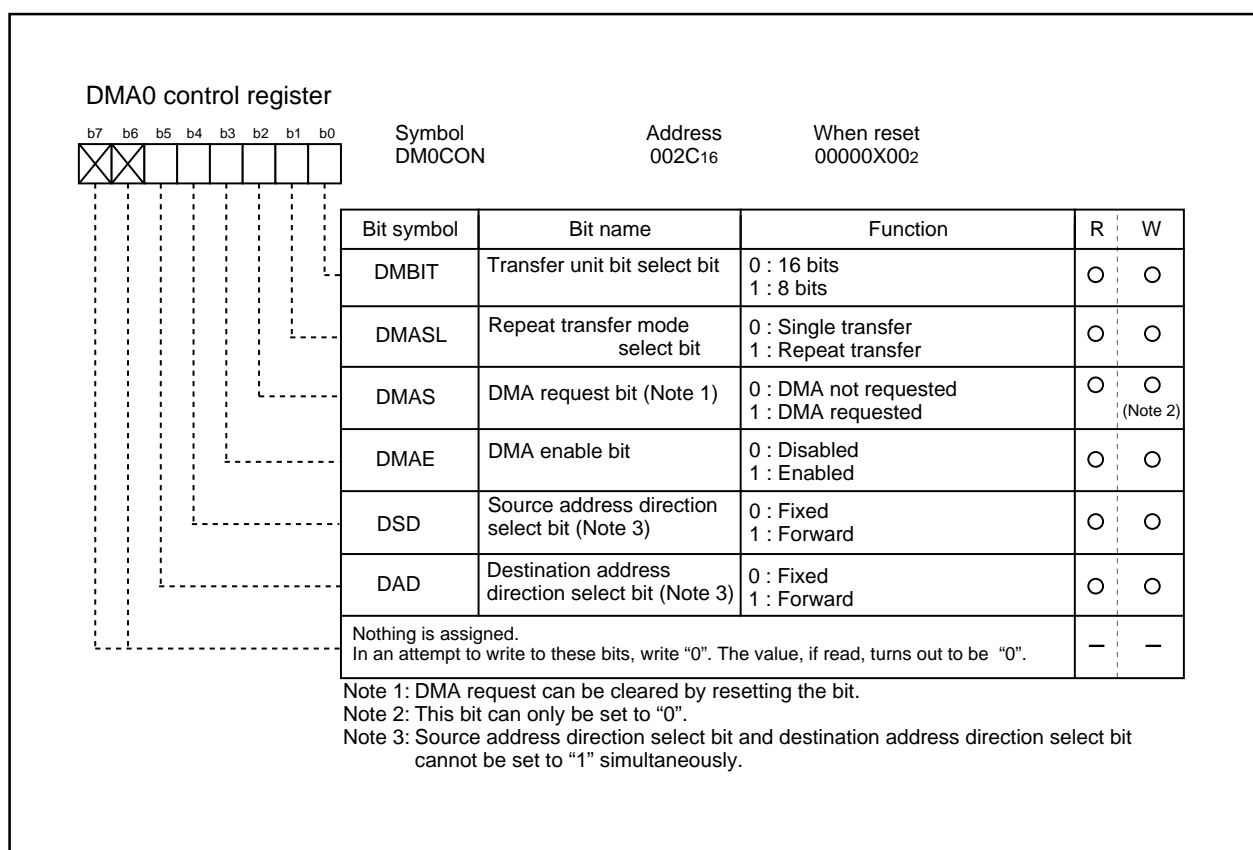 DMA0 control register
b7 b6 b5 b4 b3 b2 b1 b0
Symbol Address When reset
DM0CON 002C16 00000X002
Bit symbol Bit name Function R W
DMBIT Transfer unit bit select bit 0 : 16 bits
1 : 8 bits
DMASL Repeat transfer mode
select bit 0 : Single transfer
1 : Repeat transfer
DMAS DMA request bit (Note 1) 0 : DMA not requested
1 : DMA requested (Note 2)
DMAE DMA enable bit 0 : Disabled
1 : Enabled
DSD Source address direction
select bit (Note 3) 0 : Fixed
1 : Forward
DAD Destination address
direction select bit (Note 3) 0 : Fixed
1 : Forward
Nothing is assigned.
In an attempt to write to these bits, write “0”. The value, if read, turns out to be “0”. – –
Note 1: DMA request can be cleared by resetting the bit.
Note 2: This bit can only be set to “0”.
Note 3: Source address direction select bit and destination address direction select bit
cannot be set to “1” simultaneously.